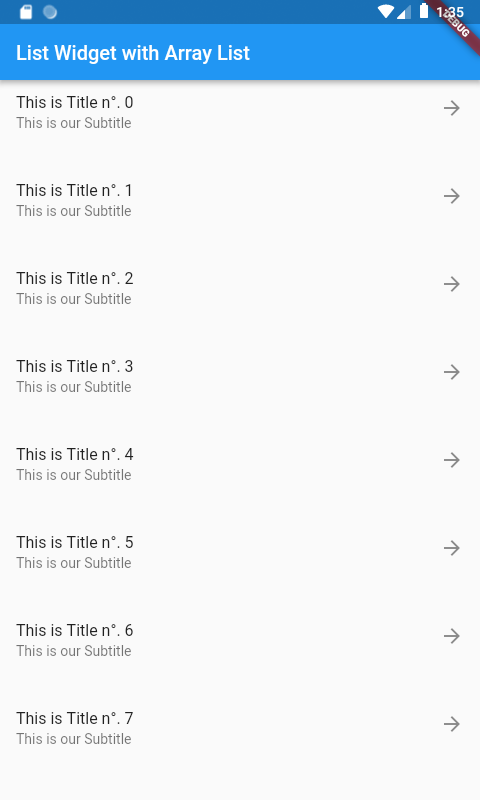 1:35
DEBUG
List Widget with Array List
This is Title n°. 0
This is our Subtitle
This is Title n°. 1
This is our Subtitle
This is Title n°. 2
This is our Subtitle
This is Title n°. 3
This is our Subtitle
This is Title n°. 4
This is our Subtitle
This is Title n°. 5
This is our Subtitle
This is Title n°. 6
This is our Subtitle
This is Title n°. 7
This is our Subtitle